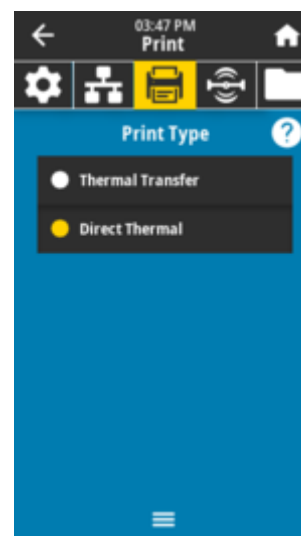 03:47 PM
Print
Print Type
?
Thermal Transfer
Direct Thermal